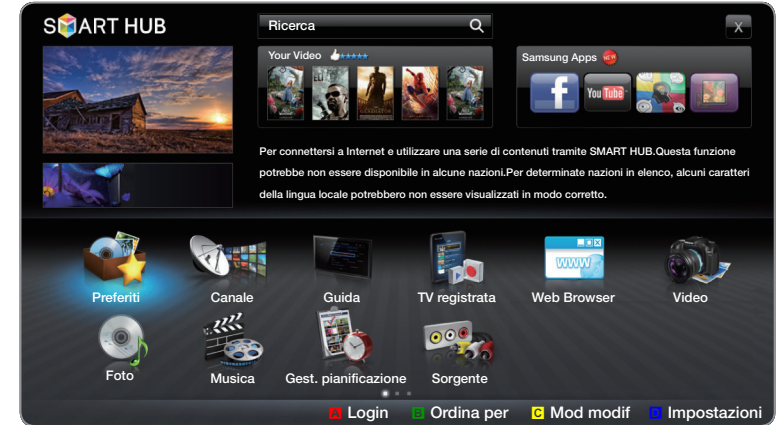 SMART HUB
Ricerca
X
Your Video
Samsung Apps NEW
f
You Tube
Per connettersi a Internet e utilizzare una serie di contenuti tramite SMART HUB.Questa funzione
potrebbe non essere disponibile in alcune nazioni.Per determinate nazioni in elenco, alcuni caratteri
della lingua locale potrebbero non essere visualizzati in modo corretto.
www
Preferiti Canale Guida TV registrata Web Browser Video
Foto Musica Gest. pianificazione Sorgente
A Login B Ordina per C Mod modif D Impostazioni